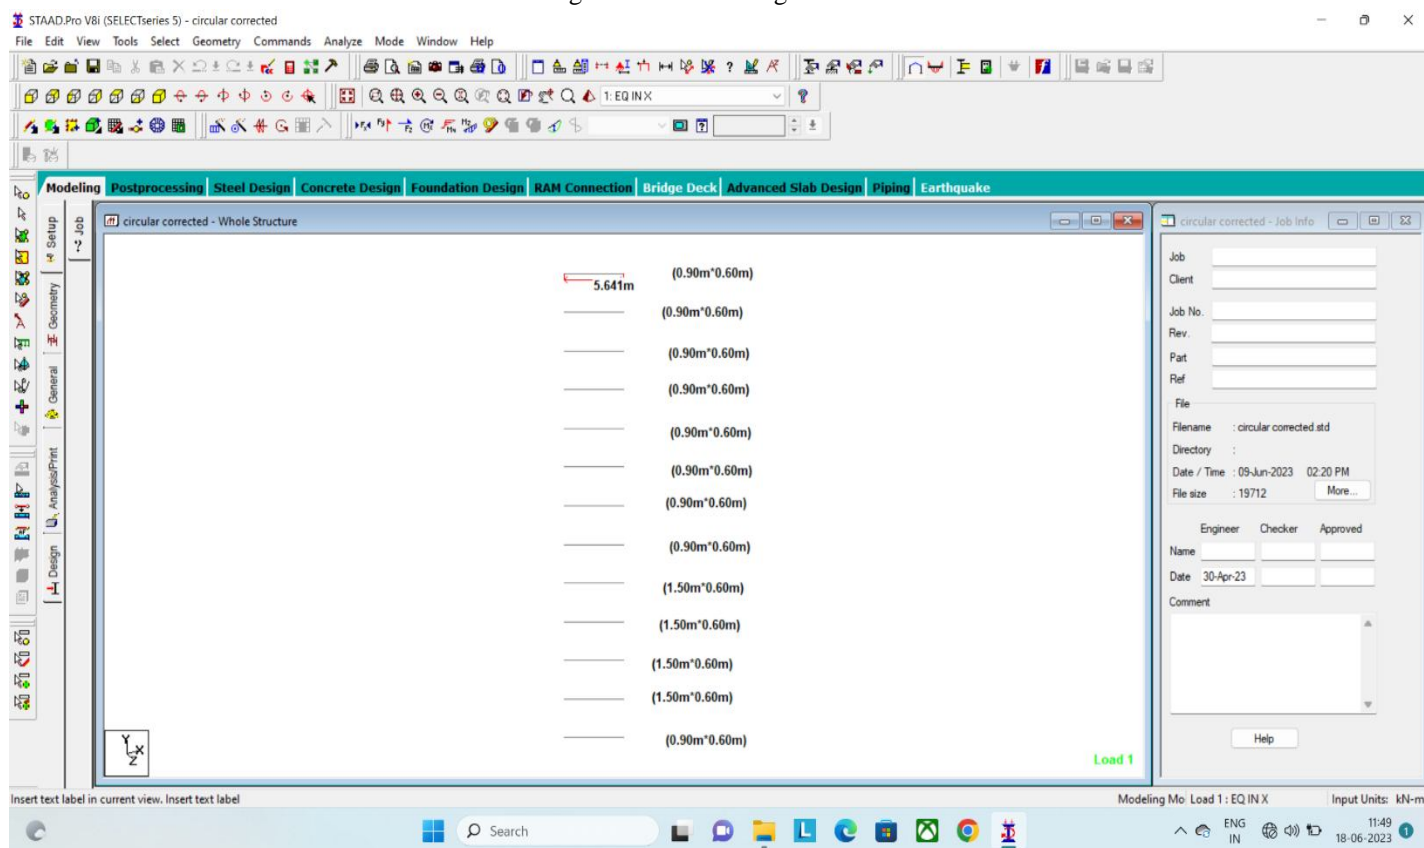 STAAD.Pro V8i (SELECTseries 5) - circular corrected
File Edit View Tools Select Geometry Commands Analyze Mode Window Help
1: EQ IN X
Modeling Postprocessing Steel Design Concrete Design Foundation Design RAM Connection Bridge Deck Advanced Slab Design Piping Earthquake
Setup
Geometry
General
Analysis/Print
Design
Job
circular corrected - Whole Structure
5.641m
(0.90m*0.60m)
(0.90m*0.60m)
(0.90m*0.60m)
(0.90m*0.60m)
(0.90m*0.60m)
(0.90m*0.60m)
(0.90m*0.60m)
(0.90m*0.60m)
(1.50m*0.60m)
(1.50m*0.60m)
(1.50m*0.60m)
(1.50m*0.60m)
(0.90m*0.60m)
Y
X
Z
Load 1
circular corrected - Job Info
Job
Client
Job No.
Rev.
Part
Ref
File
Filename : circular corrected.std
Directory :
Date / Time : 09-Jun-2023 02:20 PM
File size : 19712 More...
Engineer Checker Approved
Name
Date 30-Apr-23
Comment
Help
Insert text label in current view. Insert text label
Modeling Mo Load 1 : EQ IN X Input Units: kN-m
Search
ENG
IN
11:49
18-06-2023
1